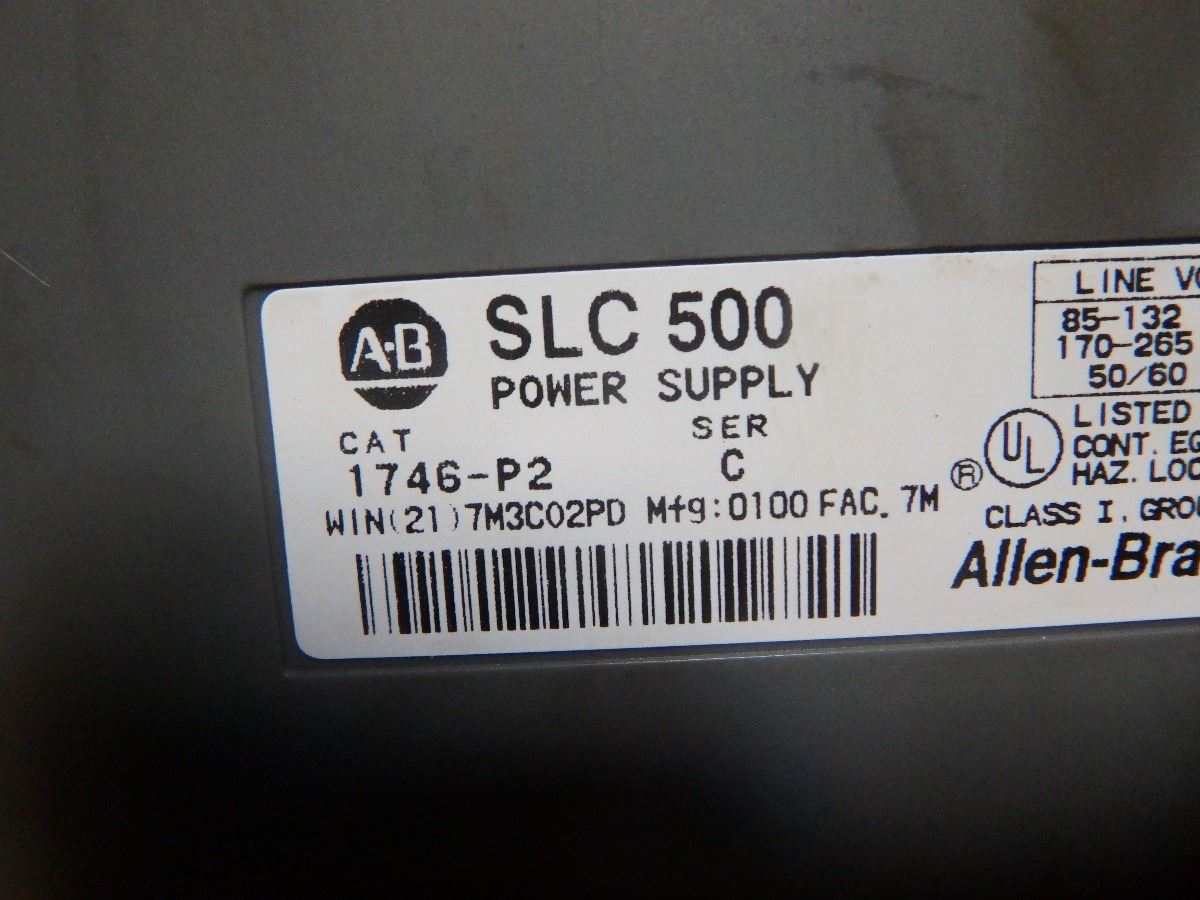 A·B
SLC 500
POWER SUPPLY
CAT SER
1746-P2 C
WIN(21)7M3C02PD Mfg:0100 FAC. 7M
LINE VO
85-132
170-265
50/60
® UL LISTED
CONT. EQ
HAZ. LOC
CLASS I, GROU
Allen-Bra